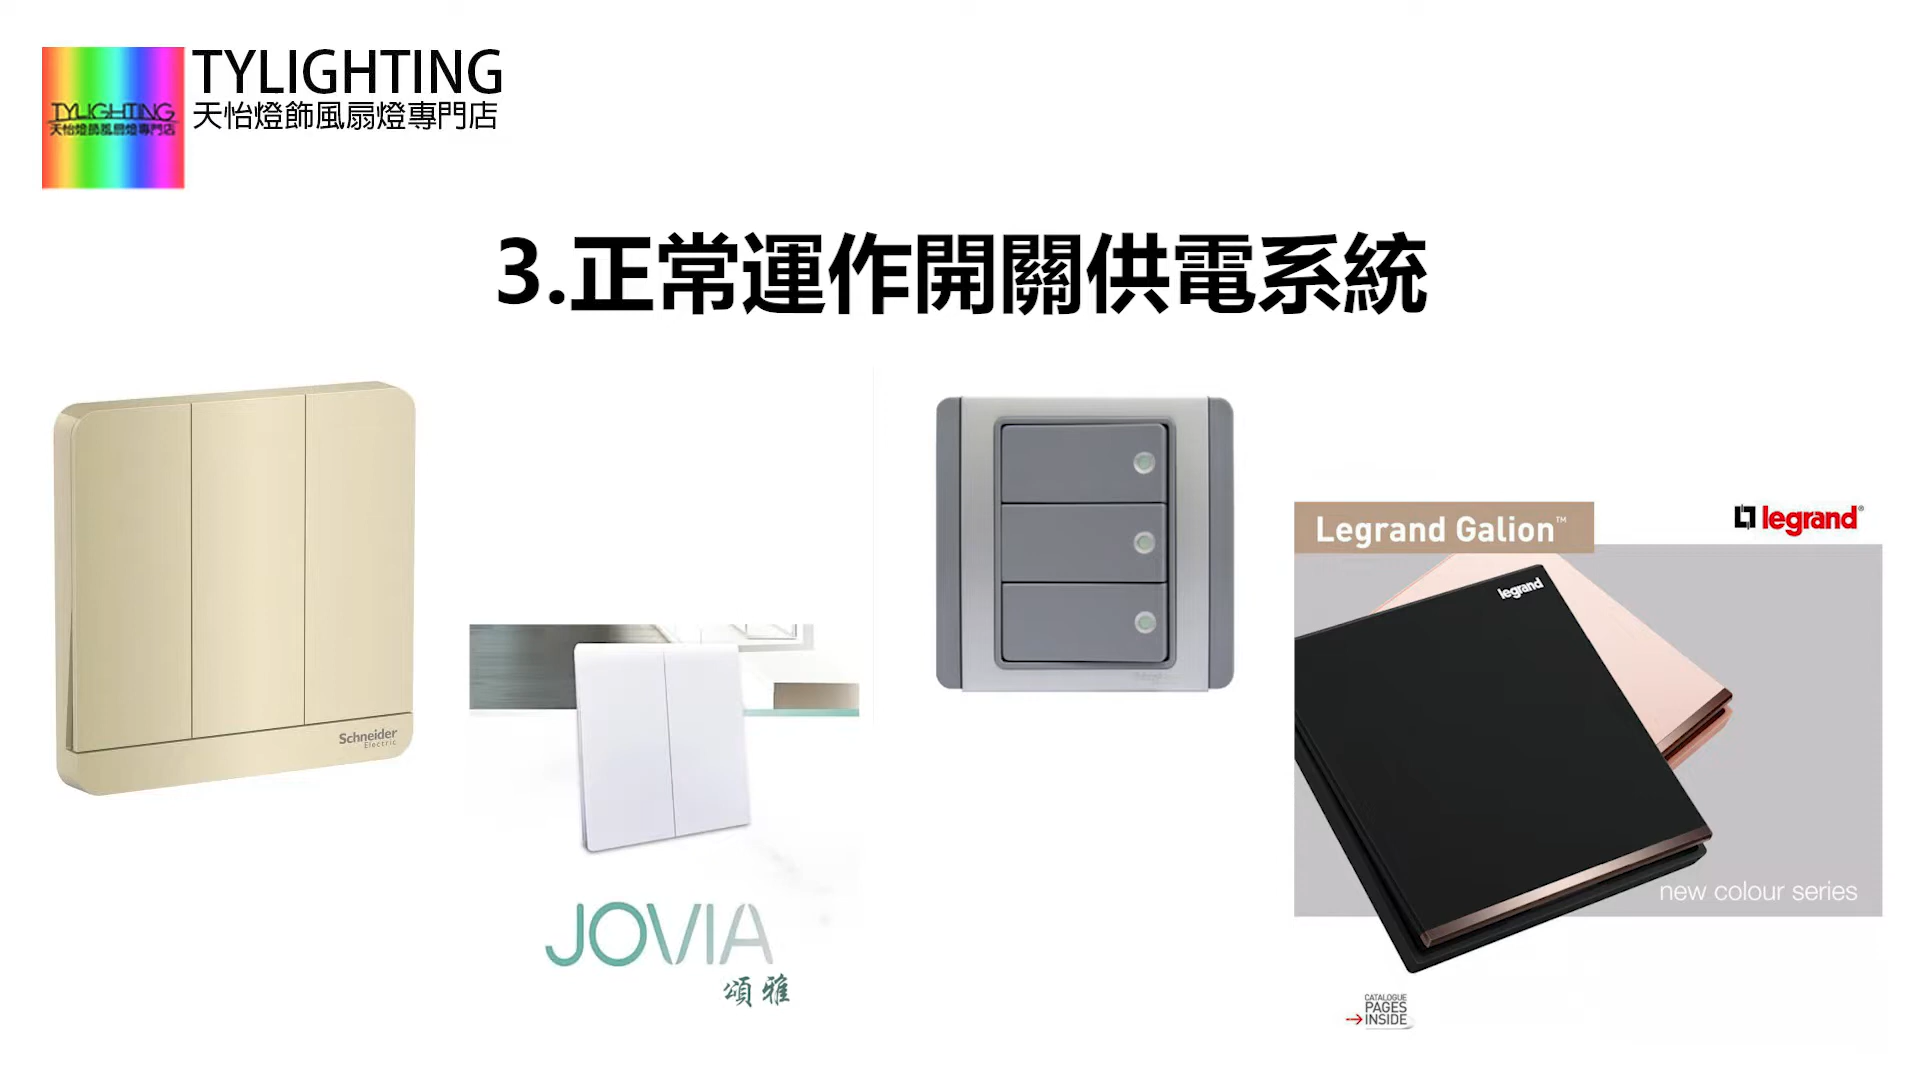 TYLIGHTING
天怡燈飾風扇燈專門店
TYLIGHTING
天怡燈飾風扇燈專門店
3.正常運作開關供電系統
Schneider
Electric
JOVIA
頌雅
Legrand Galion™
legrand®
legrand
new colour series
CATALOGUE
PAGES
INSIDE